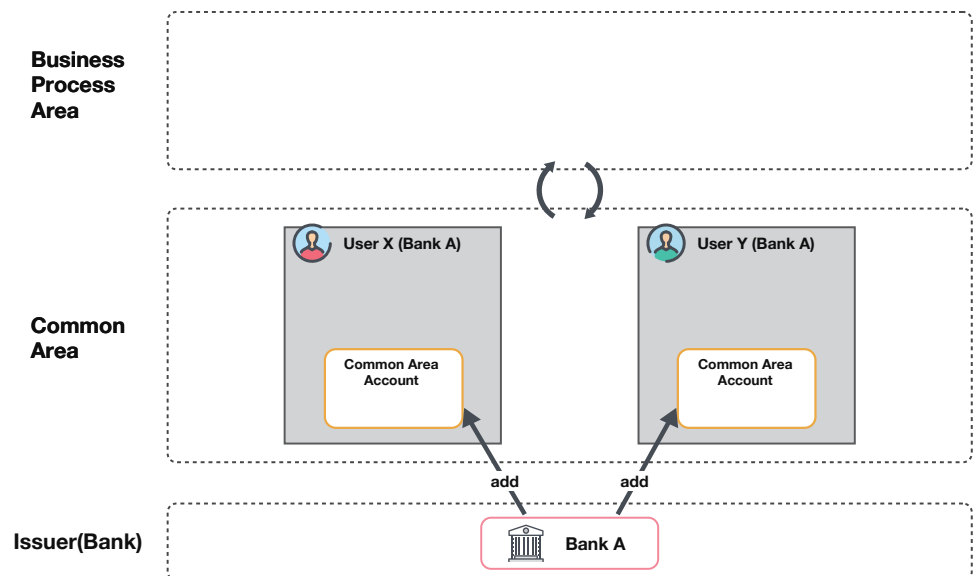 Business
Process
Area
User X (Bank A)
User Y (Bank A)
Common
Area
Common Area
Account
Common Area
Account
add
add
Issuer(Bank)
Bank A